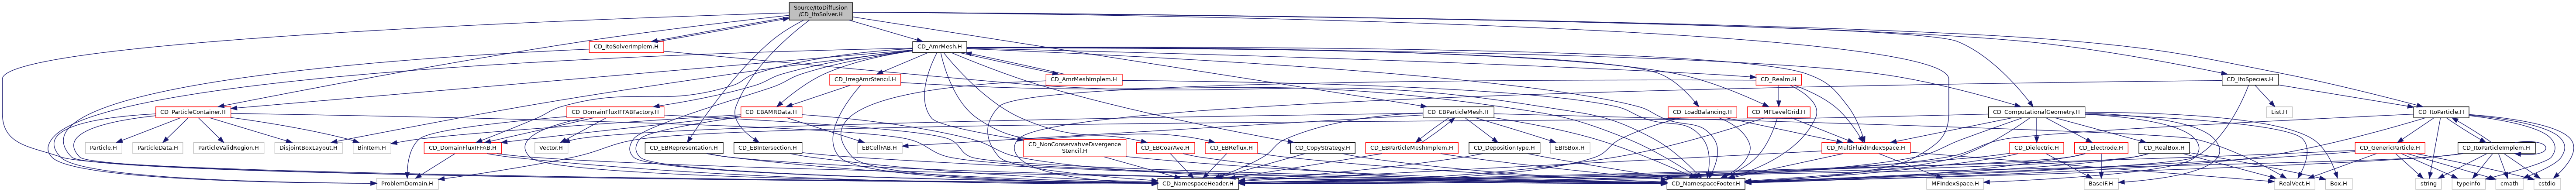 Source/ItoDiffusion
/CD_ItoSolver.H
CD_ItoSolverImplem.H
CD_AmrMesh.H
CD_IrregAmrStencil.H
CD_AmrMeshImplem.H
CD_Realm.H
CD_ItoSpecies.H
CD_ParticleContainer.H
CD_DomainFluxIFFABFactory.H
CD_EBAMRData.H
CD_EBParticleMesh.H
CD_LoadBalancing.H
CD_MFLevelGrid.H
CD_ComputationalGeometry.H
List.H
CD_ItoParticle.H
Particle.H
ParticleData.H
ParticleValidRegion.H
DisjointBoxLayout.H
BinItem.H
CD_DomainFluxIFFAB.H
Vector.H
CD_EBRepresentation.H
CD_EBIntersection.H
EBCellFAB.H
CD_NonConservativeDivergence
Stencil.H
CD_EBCoarAve.H
CD_EBReflux.H
CD_CopyStrategy.H
CD_EBParticleMeshImplem.H
CD_DepositionType.H
EBISBox.H
CD_MultiFluidIndexSpace.H
CD_Dielectric.H
CD_Electrode.H
CD_RealBox.H
CD_GenericParticle.H
CD_ItoParticleImplem.H
ProblemDomain.H
CD_NamespaceHeader.H
CD_NamespaceFooter.H
MFIndexSpace.H
BaseIF.H
RealVect.H
Box.H
string
typeinfo
cmath
cstdio